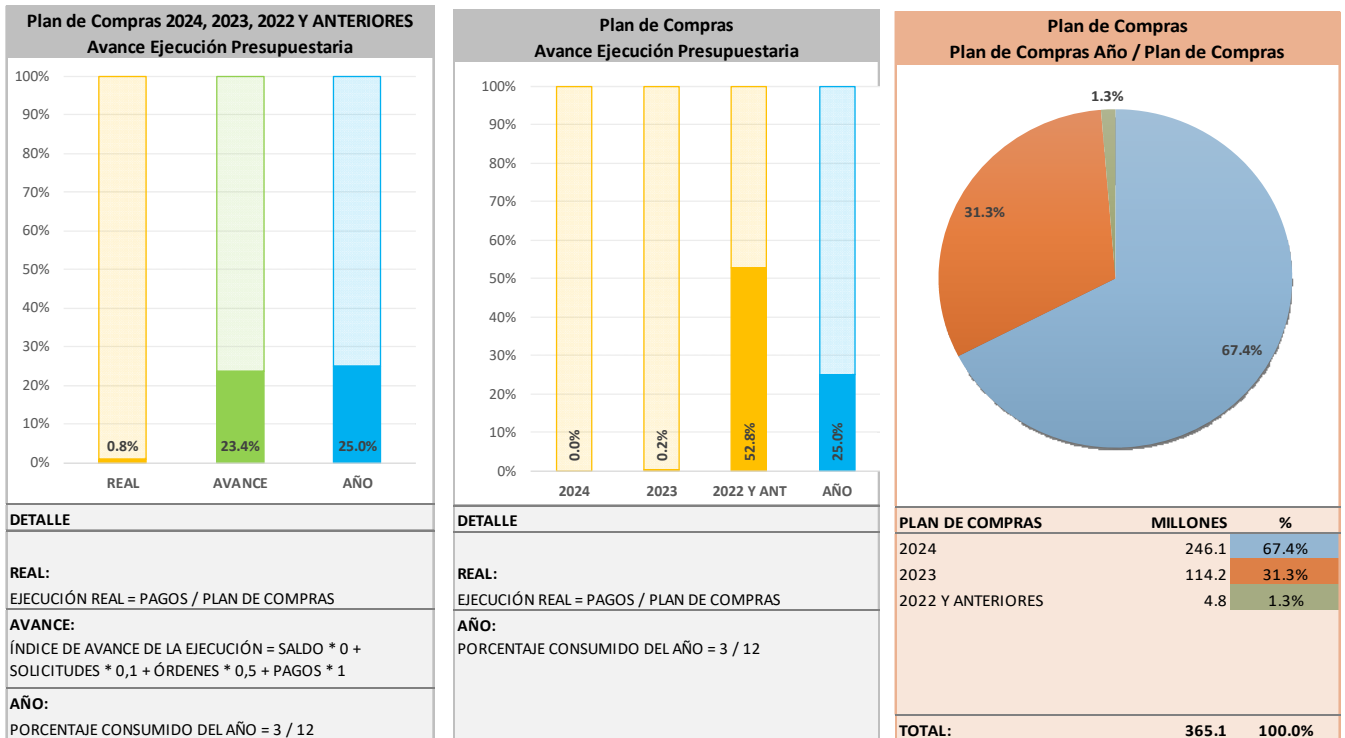 Plan de Compras 2024, 2023, 2022 Y ANTERIORES
Avance Ejecución Presupuestaria
100%
90%
80%
70%
60%
50%
40%
30%
20%
10%
0%
0.8%
23.4%
25.0%
REAL
AVANCE
AÑO
DETALLE
REAL:
EJECUCIÓN REAL = PAGOS / PLAN DE COMPRAS
AVANCE:
ÍNDICE DE AVANCE DE LA EJECUCIÓN = SALDO * 0 +
SOLICITUDES * 0,1 + ÓRDENES * 0,5 + PAGOS * 1
AÑO:
PORCENTAJE CONSUMIDO DEL AÑO = 3 / 12
Plan de Compras
Avance Ejecución Presupuestaria
100%
90%
80%
70%
60%
50%
40%
30%
20%
10%
0%
0.0%
0.2%
52.8%
25.0%
2024
2023
2022 Y ANT
AÑO
DETALLE
REAL:
EJECUCIÓN REAL = PAGOS / PLAN DE COMPRAS
AÑO:
PORCENTAJE CONSUMIDO DEL AÑO = 3 / 12
Plan de Compras
Plan de Compras Año / Plan de Compras
1.3%
31.3%
67.4%
PLAN DE COMPRAS MILLONES %
2024 246.1 67.4%
2023 114.2 31.3%
2022 Y ANTERIORES 4.8 1.3%
TOTAL: 365.1 100.0%